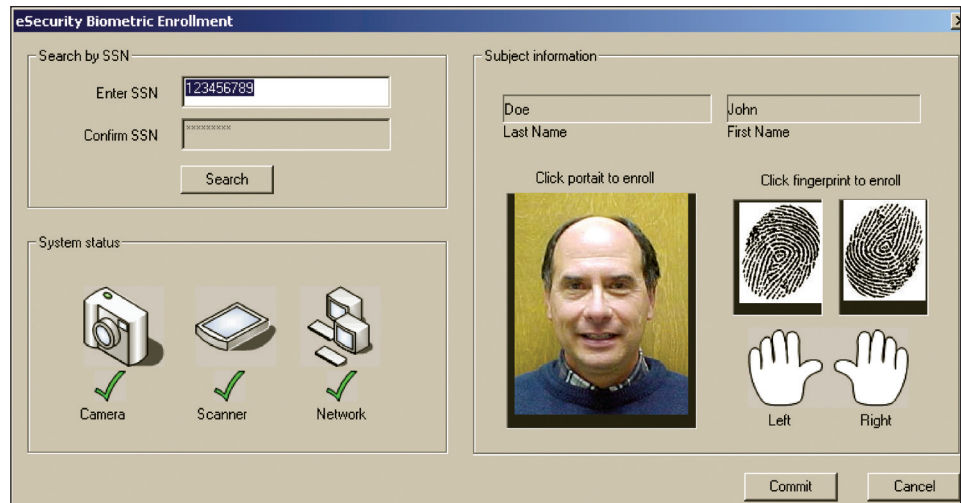 eSecurity Biometric Enrollment
Search by SSN
Enter SSN
123456789
Confirm SSN
*********
Search
System status
Camera
Scanner
Network
Subject information
Doe
John
Last Name
First Name
Click portait to enroll
Click fingerprint to enroll
Left
Right
Commit
Cancel